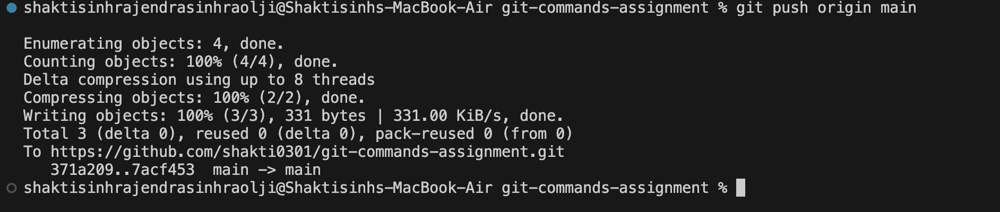 shaktisinhrajendrasinhraolji@Shaktisinhs-MacBook-Air git-commands-assignment % git push origin main
Enumerating objects: 4, done.
Counting objects: 100% (4/4), done.
Delta compression using up to 8 threads
Compressing objects: 100% (2/2), done.
Writing objects: 100% (3/3), 331 bytes | 331.00 KiB/s, done.
Total 3 (delta 0), reused 0 (delta 0), pack-reused 0 (from 0)
To https://github.com/shakti0301/git-commands-assignment.git
   371a209..7acf453  main -> main
shaktisinhrajendrasinhraolji@Shaktisinhs-MacBook-Air git-commands-assignment %